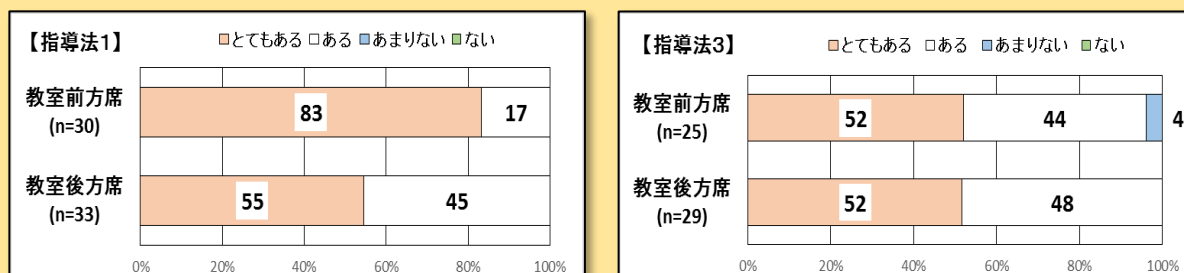 【指導法1】
とてもある ある あまりない ない
教室前方席
(n=30)
83 17
教室後方席
(n=33)
55 45
0% 20% 40% 60% 80% 100%
【指導法3】
とてもある ある あまりない ない
教室前方席
(n=25)
52 44 4
教室後方席
(n=29)
52 48
0% 20% 40% 60% 80% 100%